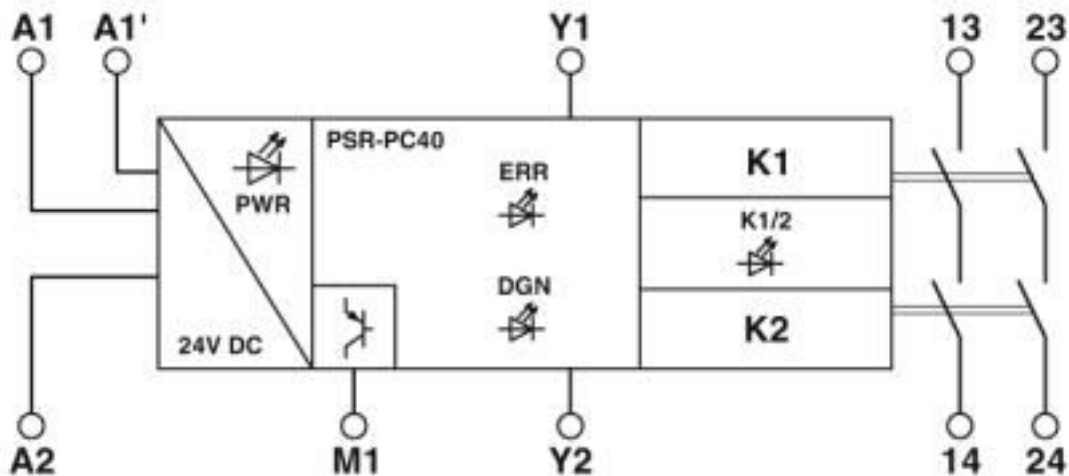 A1 A1' Y1 13 23
PSR-PC40
PWR
ERR
K1
K1/2
DGN
K2
24V DC
A2 M1 Y2 14 24